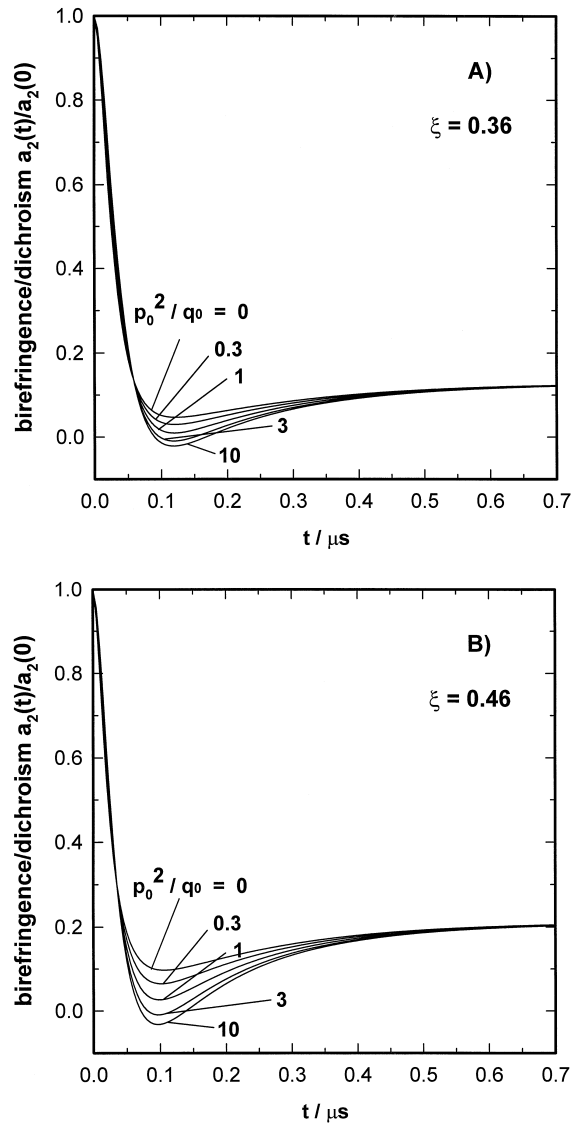 1.0
A)
ξ = 0.36
0.8
0.6
0.4
0.2
0.0
birefringence/dichroism a₂(t)/a₂(0)
p₀² / q₀ = 0
0.3
1
3
10
0.0 0.1 0.2 0.3 0.4 0.5 0.6 0.7
t / μs
1.0
B)
ξ = 0.46
0.8
0.6
0.4
0.2
0.0
birefringence/dichroism a₂(t)/a₂(0)
p₀² / q₀ = 0
0.3
1
3
10
0.0 0.1 0.2 0.3 0.4 0.5 0.6 0.7
t / μs